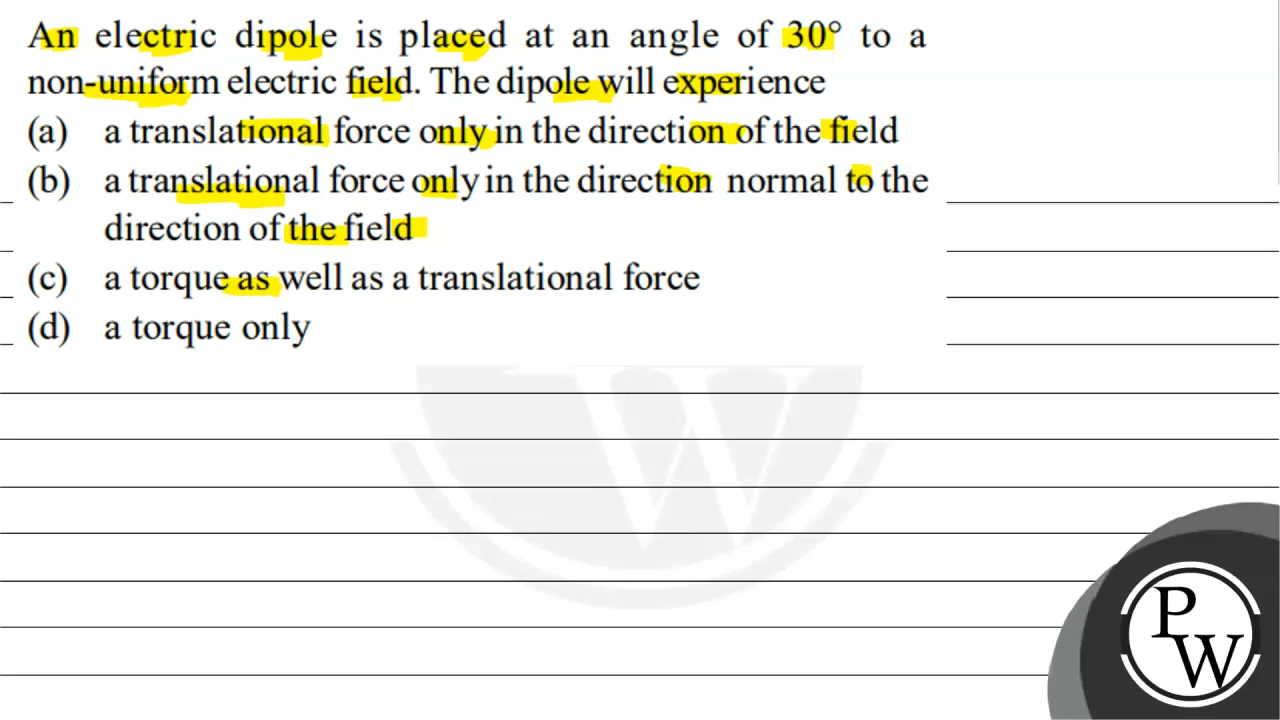 An electric dipole is placed at an angle of 30° to a
non-uniform electric field. The dipole will experience
(a) a translational force only in the direction of the field
(b) a translational force only in the direction normal to the
direction of the field
(c) a torque as well as a translational force
(d) a torque only
W
P
W